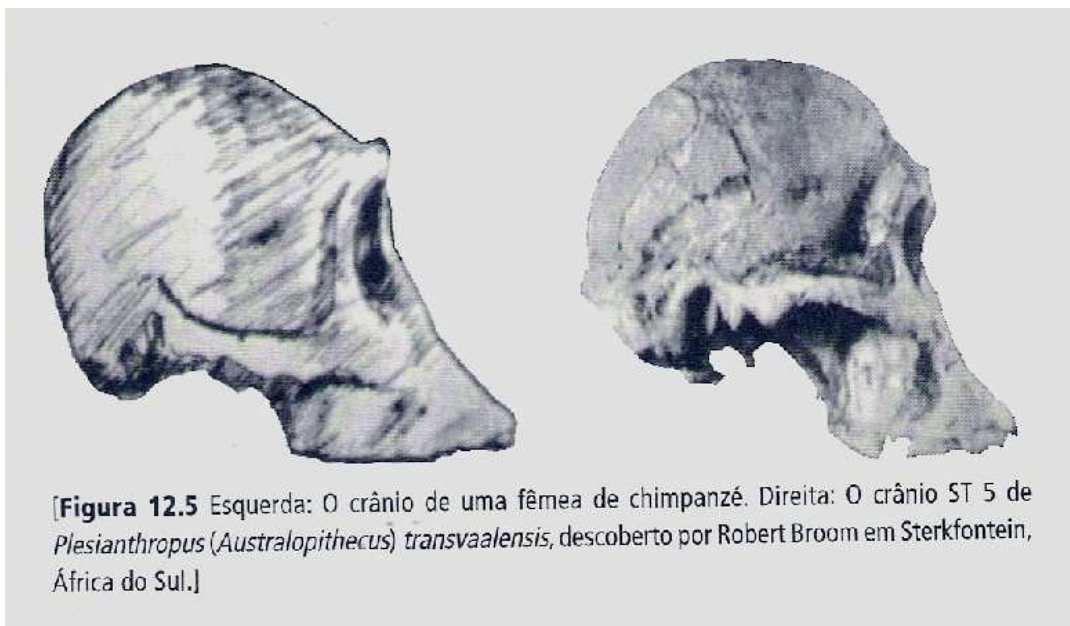 [Figura 12.5 Esquerda: O crânio de uma fêmea de chimpanzé. Direita: O crânio ST 5 de
Plesianthropus (Australopithecus) transvaalensis, descoberto por Robert Broom em Sterkfontein,
África do Sul.]